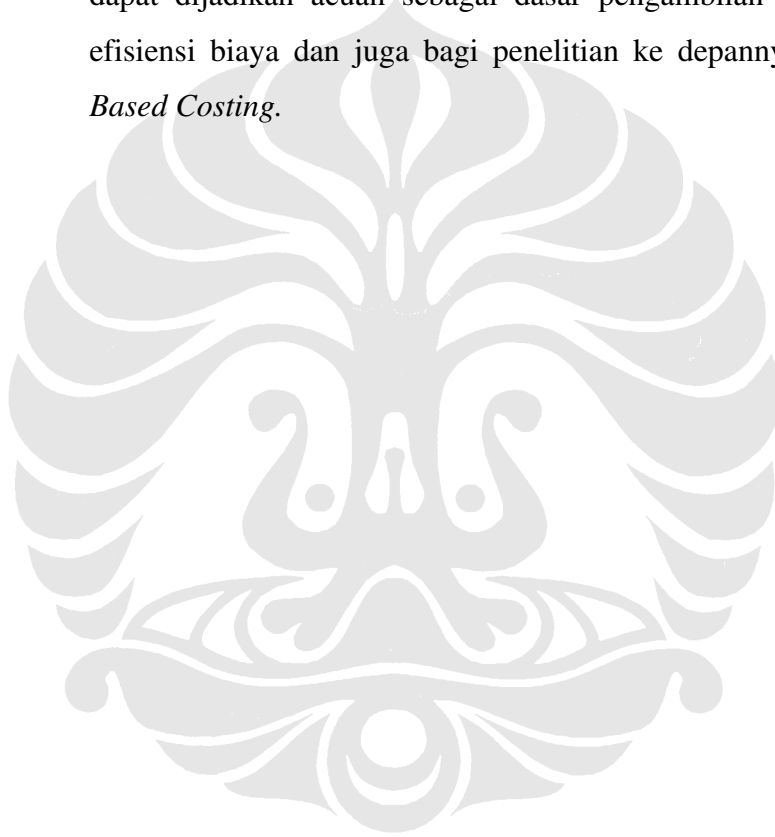 dapat dijadikan acuan sebagai dasar pengambilan
efisiensi biaya dan juga bagi penelitian ke depanny
Based Costing.